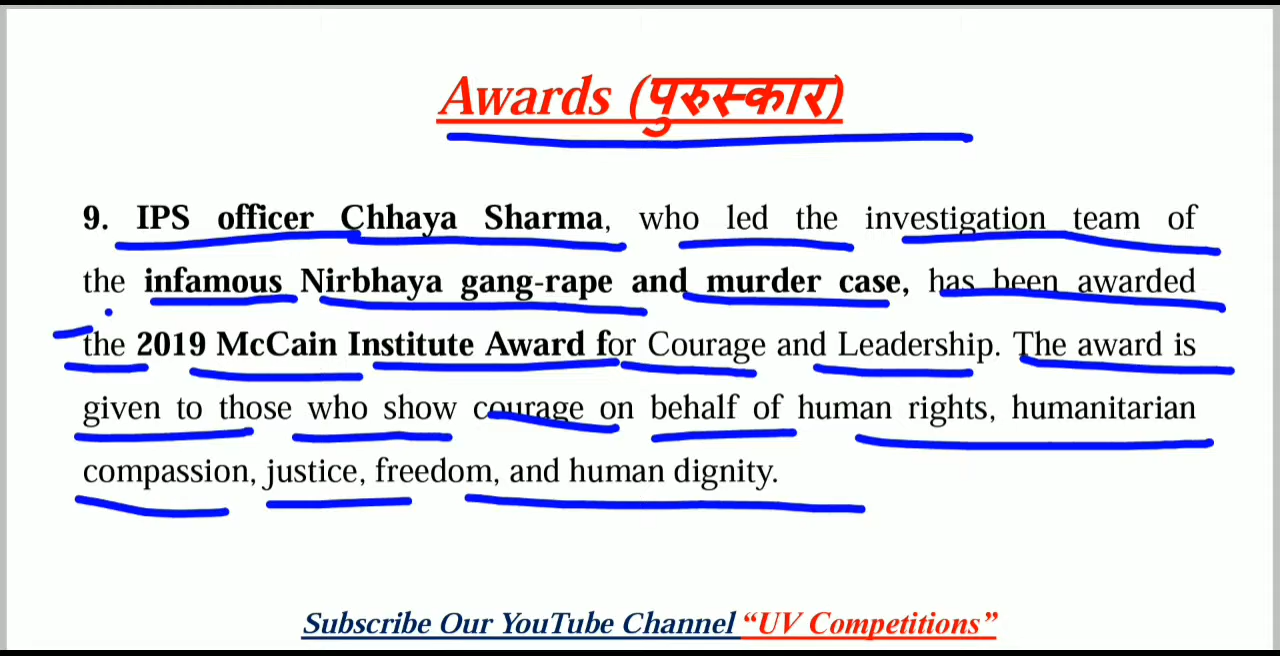 Awards (पुरुस्कार)
9. IPS officer Chhaya Sharma, who led the investigation team of
the infamous Nirbhaya gang-rape and murder case, has been awarded
the 2019 McCain Institute Award for Courage and Leadership. The award is
given to those who show courage on behalf of human rights, humanitarian
compassion, justice, freedom, and human dignity.
Subscribe Our YouTube Channel “UV Competitions”